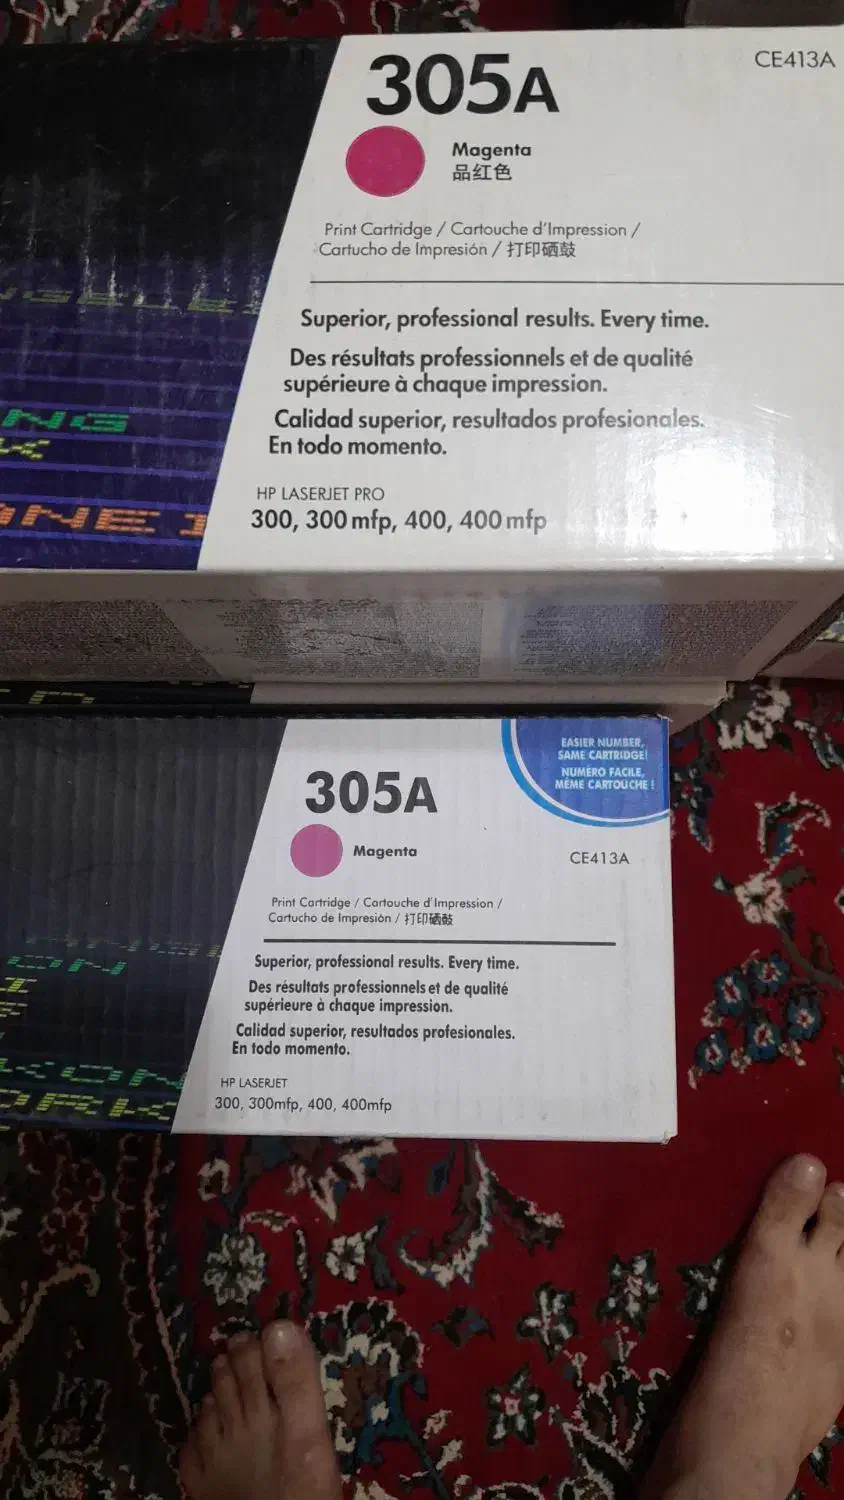 305A
CE413A
Magenta
品红色
Print Cartridge / Cartouche d'Impression /
Cartucho de Impresión / 打印硒鼓
Superior, professional results. Every time.
Des résultats professionnels et de qualité
supérieure à chaque impression.
Calidad superior, resultados profesionales.
En todo momento.
HP LASERJET PRO
300, 300 mfp, 400, 400 mfp
EASIER NUMBER,
SAME CARTRIDGE!
NUMÉRO FACILE,
MÊME CARTOUCHE !
305A
Magenta
CE413A
Print Cartridge / Cartouche d'Impression /
Cartucho de Impresión / 打印硒鼓
Superior, professional results. Every time.
Des résultats professionnels et de qualité
supérieure à chaque impression.
Calidad superior, resultados profesionales.
En todo momento.
HP LASERJET
300, 300mfp, 400, 400mfp